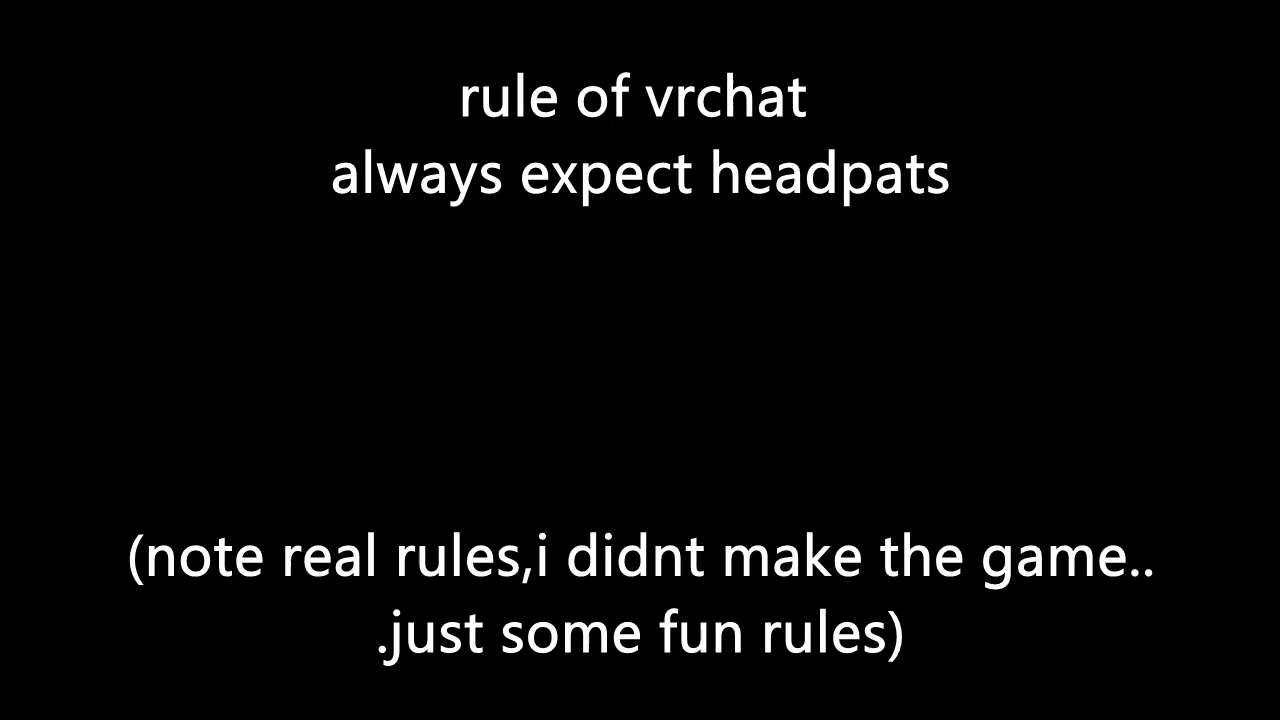 rule of vrchat
always expect headpats
(note real rules,i didnt make the game..
.just some fun rules)